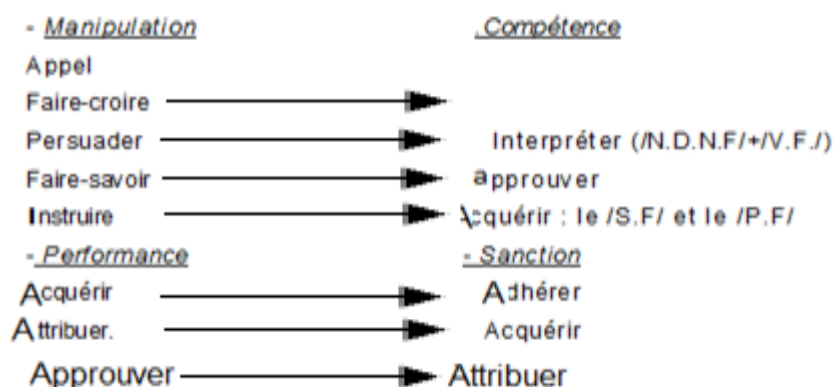 - Manipulation .Compétence
Appel
Faire-croire
Persuader Interpréter (/N.D.N.F/+/V.F./)
Faire-savoir approuver
Instruire Acquérir : le /S.F/ et le /P.F/
- Performance - Sanction
Acquérir Adhérer
Attribuer. Acquérir
Approuver Attribuer